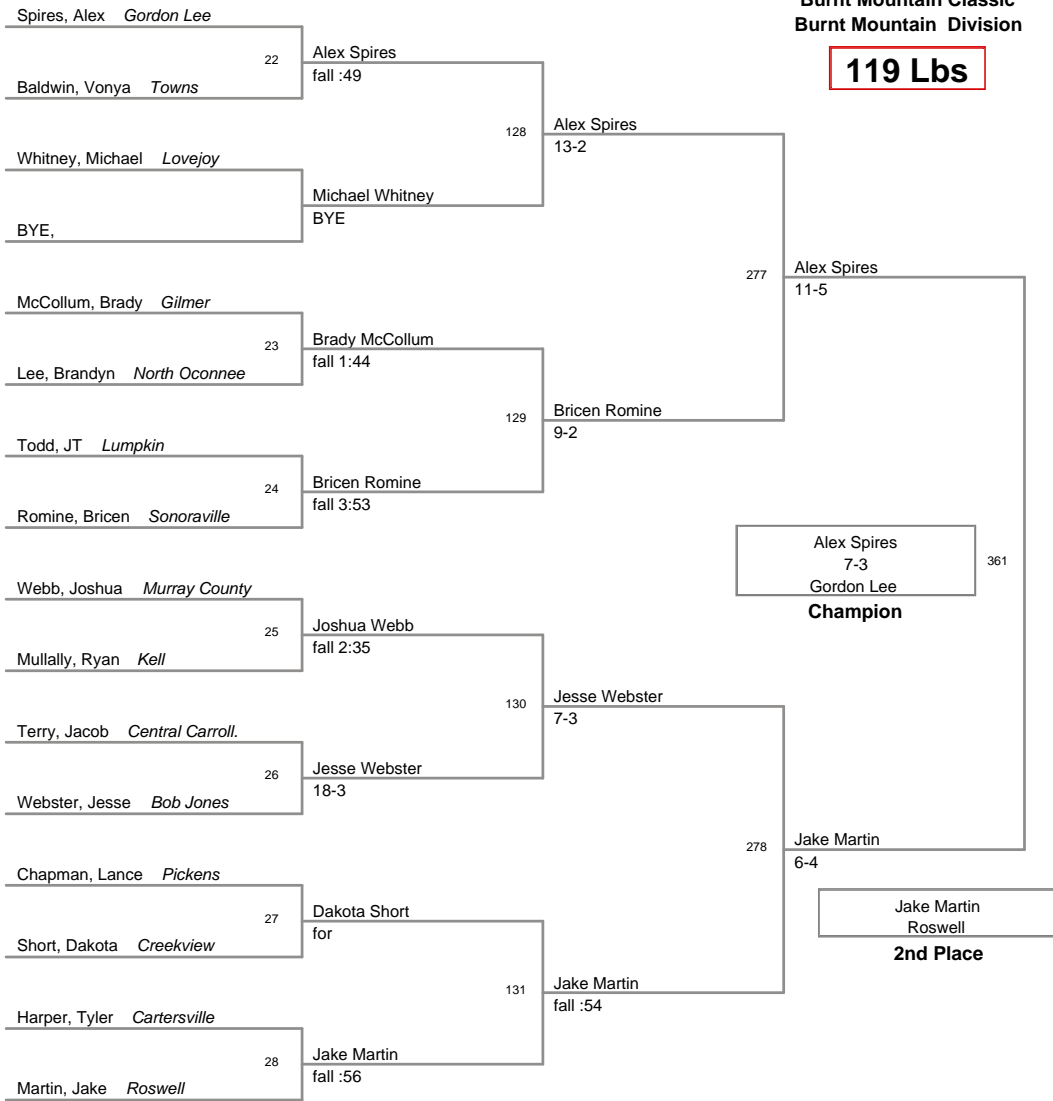 Burnt Mountain Classic
Burnt Mountain Division
119 Lbs
Spires, Alex Gordon Lee
22
Baldwin, Vonya Towns
Alex Spires
fall :49
Whitney, Michael Lovejoy
BYE,
Michael Whitney
BYE
128
Alex Spires
13-2
McCollum, Brady Gilmer
23
Lee, Brandyn North Oconnee
Brady McCollum
fall 1:44
Todd, JT Lumpkin
24
Romine, Bricen Sonoraville
Bricen Romine
fall 3:53
129
Bricen Romine
9-2
277
Alex Spires
11-5
Webb, Joshua Murray County
25
Mullally, Ryan Kell
Joshua Webb
fall 2:35
Terry, Jacob Central Carroll.
26
Webster, Jesse Bob Jones
Jesse Webster
18-3
130
Jesse Webster
7-3
Chapman, Lance Pickens
27
Short, Dakota Creekview
Dakota Short
for
Harper, Tyler Cartersville
28
Martin, Jake Roswell
Jake Martin
fall :56
131
Jake Martin
fall :54
278
Jake Martin
6-4
361
Alex Spires
7-3
Gordon Lee
Champion
Jake Martin
Roswell
2nd Place